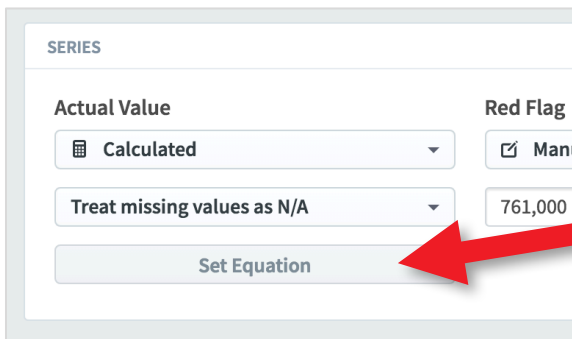 SERIES
Actual Value
Red Flag
Calculated
Treat missing values as N/A
761,000
Set Equation